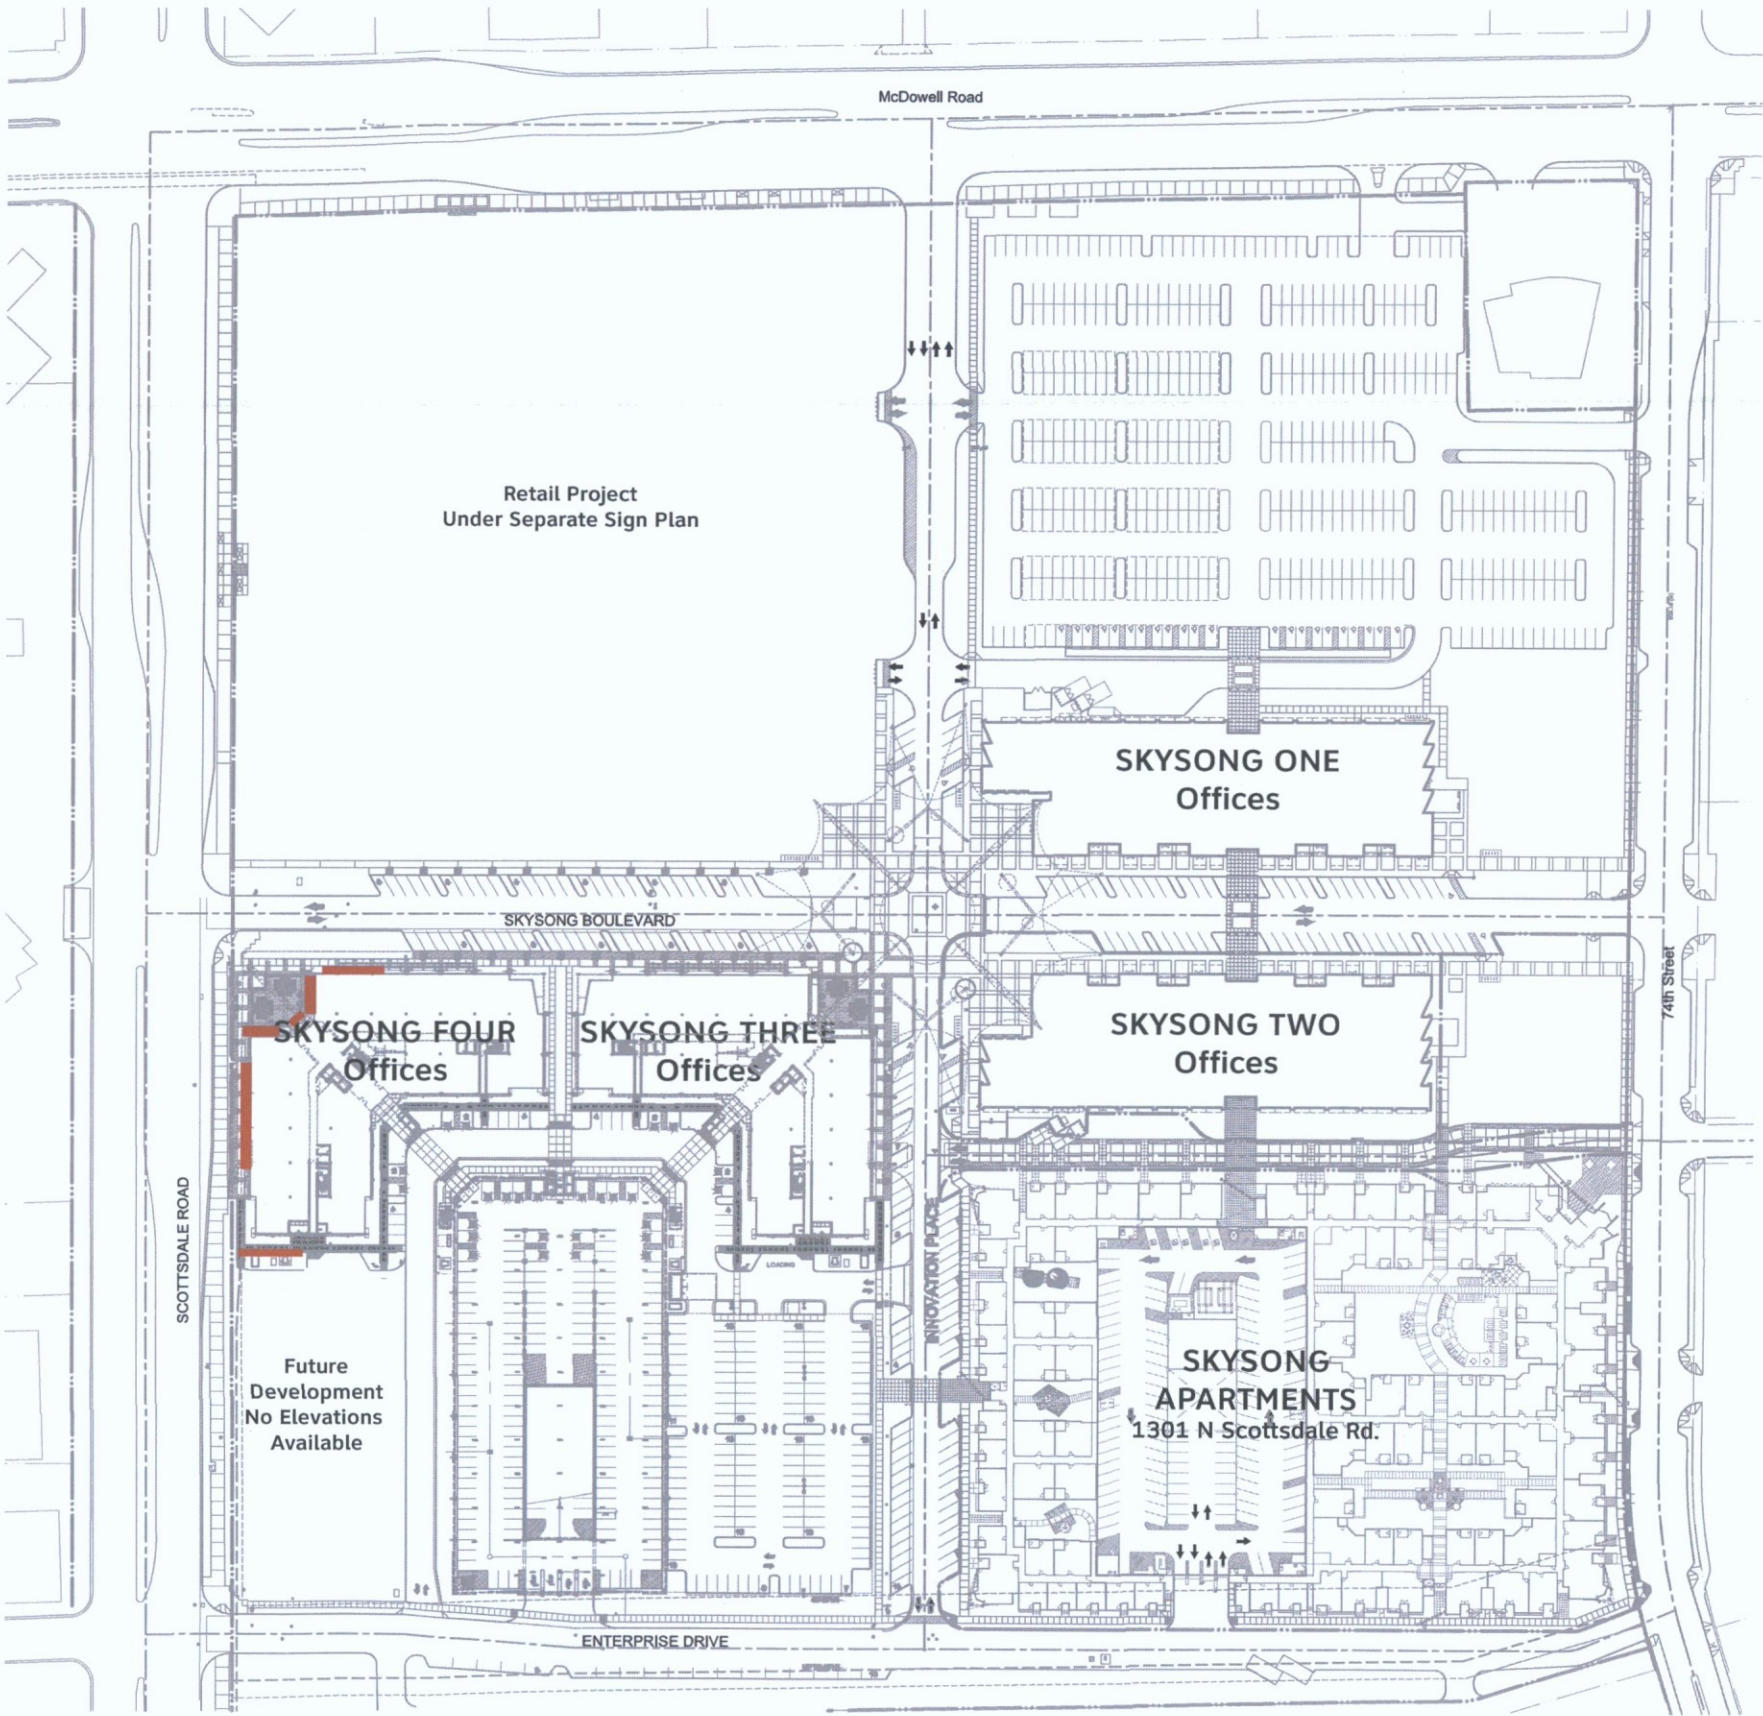 McDowell Road
Retail Project
Under Separate Sign Plan
SKYSONG ONE
Offices
SKYSONG BOULEVARD
74th Street
SKYSONG FOUR
Offices
SKYSONG THREE
Offices
SKYSONG TWO
Offices
SCOTTSDALE ROAD
INNOVATION PLACE
LOADING
Future
Development
No Elevations
Available
SKYSONG
APARTMENTS
1301 N Scottsdale Rd.
ENTERPRISE DRIVE